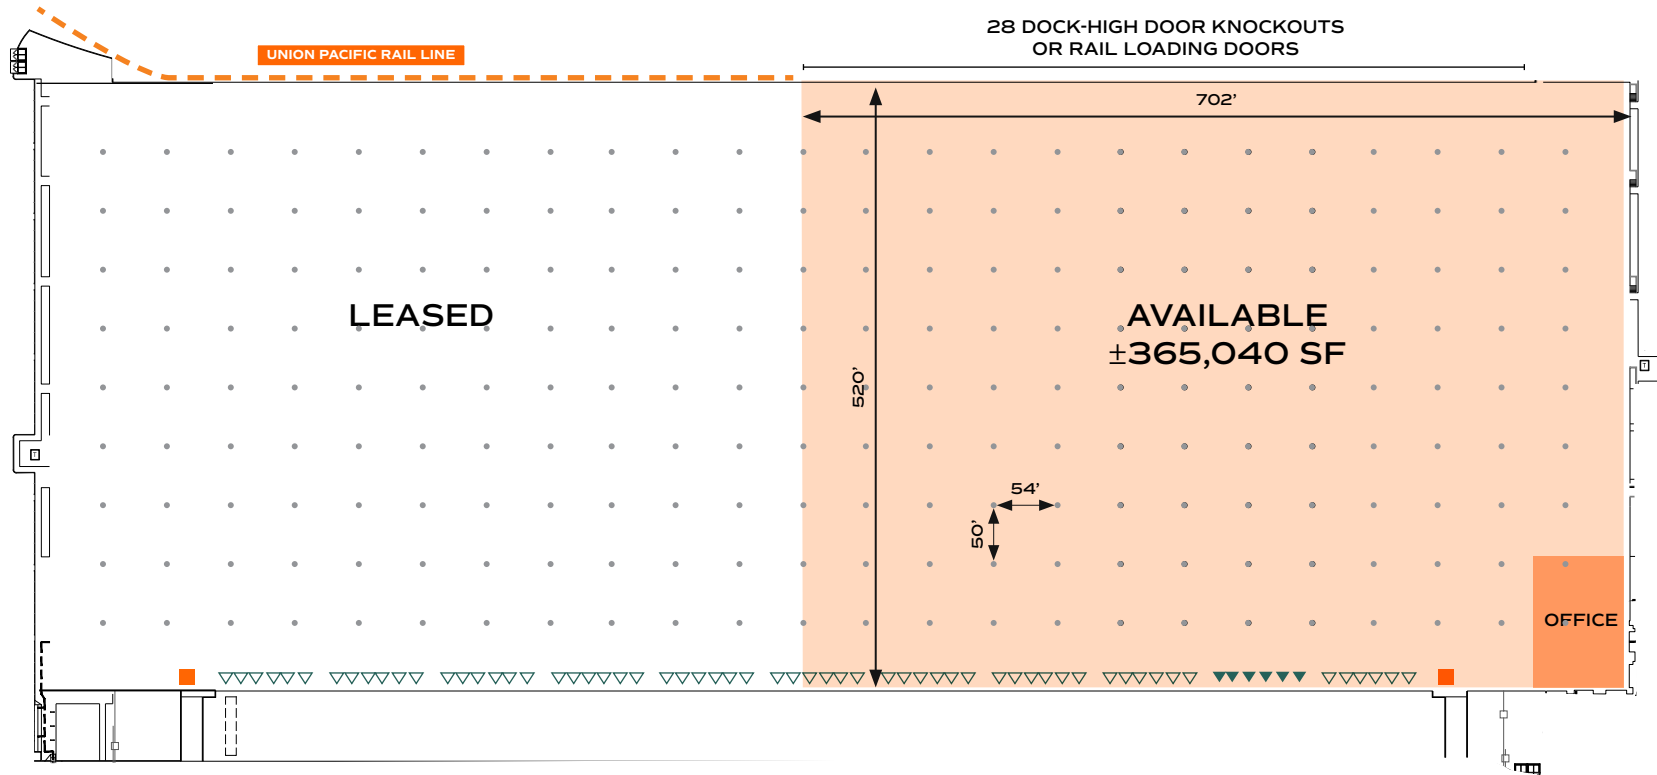 28 DOCK-HIGH DOOR KNOCKOUTS
OR RAIL LOADING DOORS
UNION PACIFIC RAIL LINE
702’
LEASED
AVAILABLE
±365,040 SF
520’
54’
50’
OFFICE
T
T